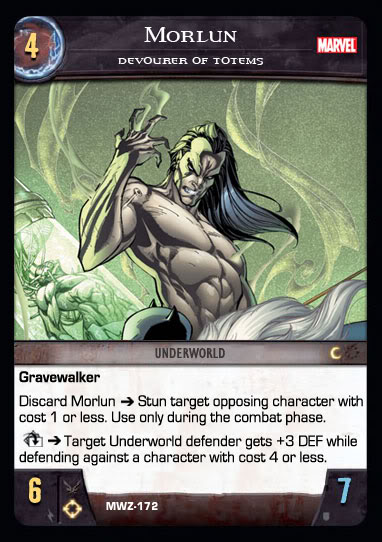 4
MORLUN
MARVEL
DEVOURER OF TOTEMS
UNDERWORLD
C
Gravewalker
Discard Morlun ➔ Stun target opposing character with
cost 1 or less. Use only during the combat phase.
➔ Target Underworld defender gets +3 DEF while
defending against a character with cost 4 or less.
6
MWZ-172
7